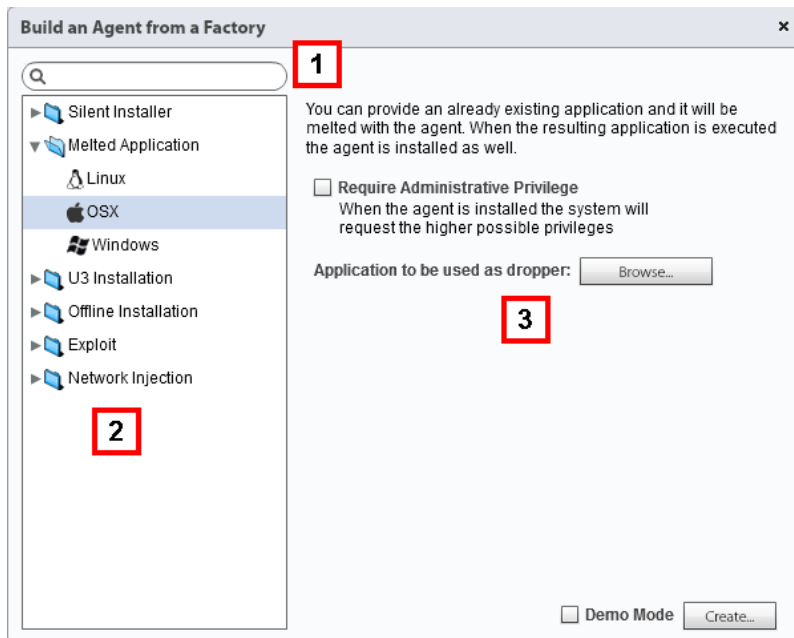 Build an Agent from a Factory
1
Silent Installer
Melted Application
Linux
OSX
Windows
U3 Installation
Offline Installation
Exploit
Network Injection
2
You can provide an already existing application and it will be
melted with the agent. When the resulting application is executed
the agent is installed as well.
Require Administrative Privilege
When the agent is installed the system will
request the higher possible privileges
Application to be used as dropper: Browse...
3
Demo Mode Create...